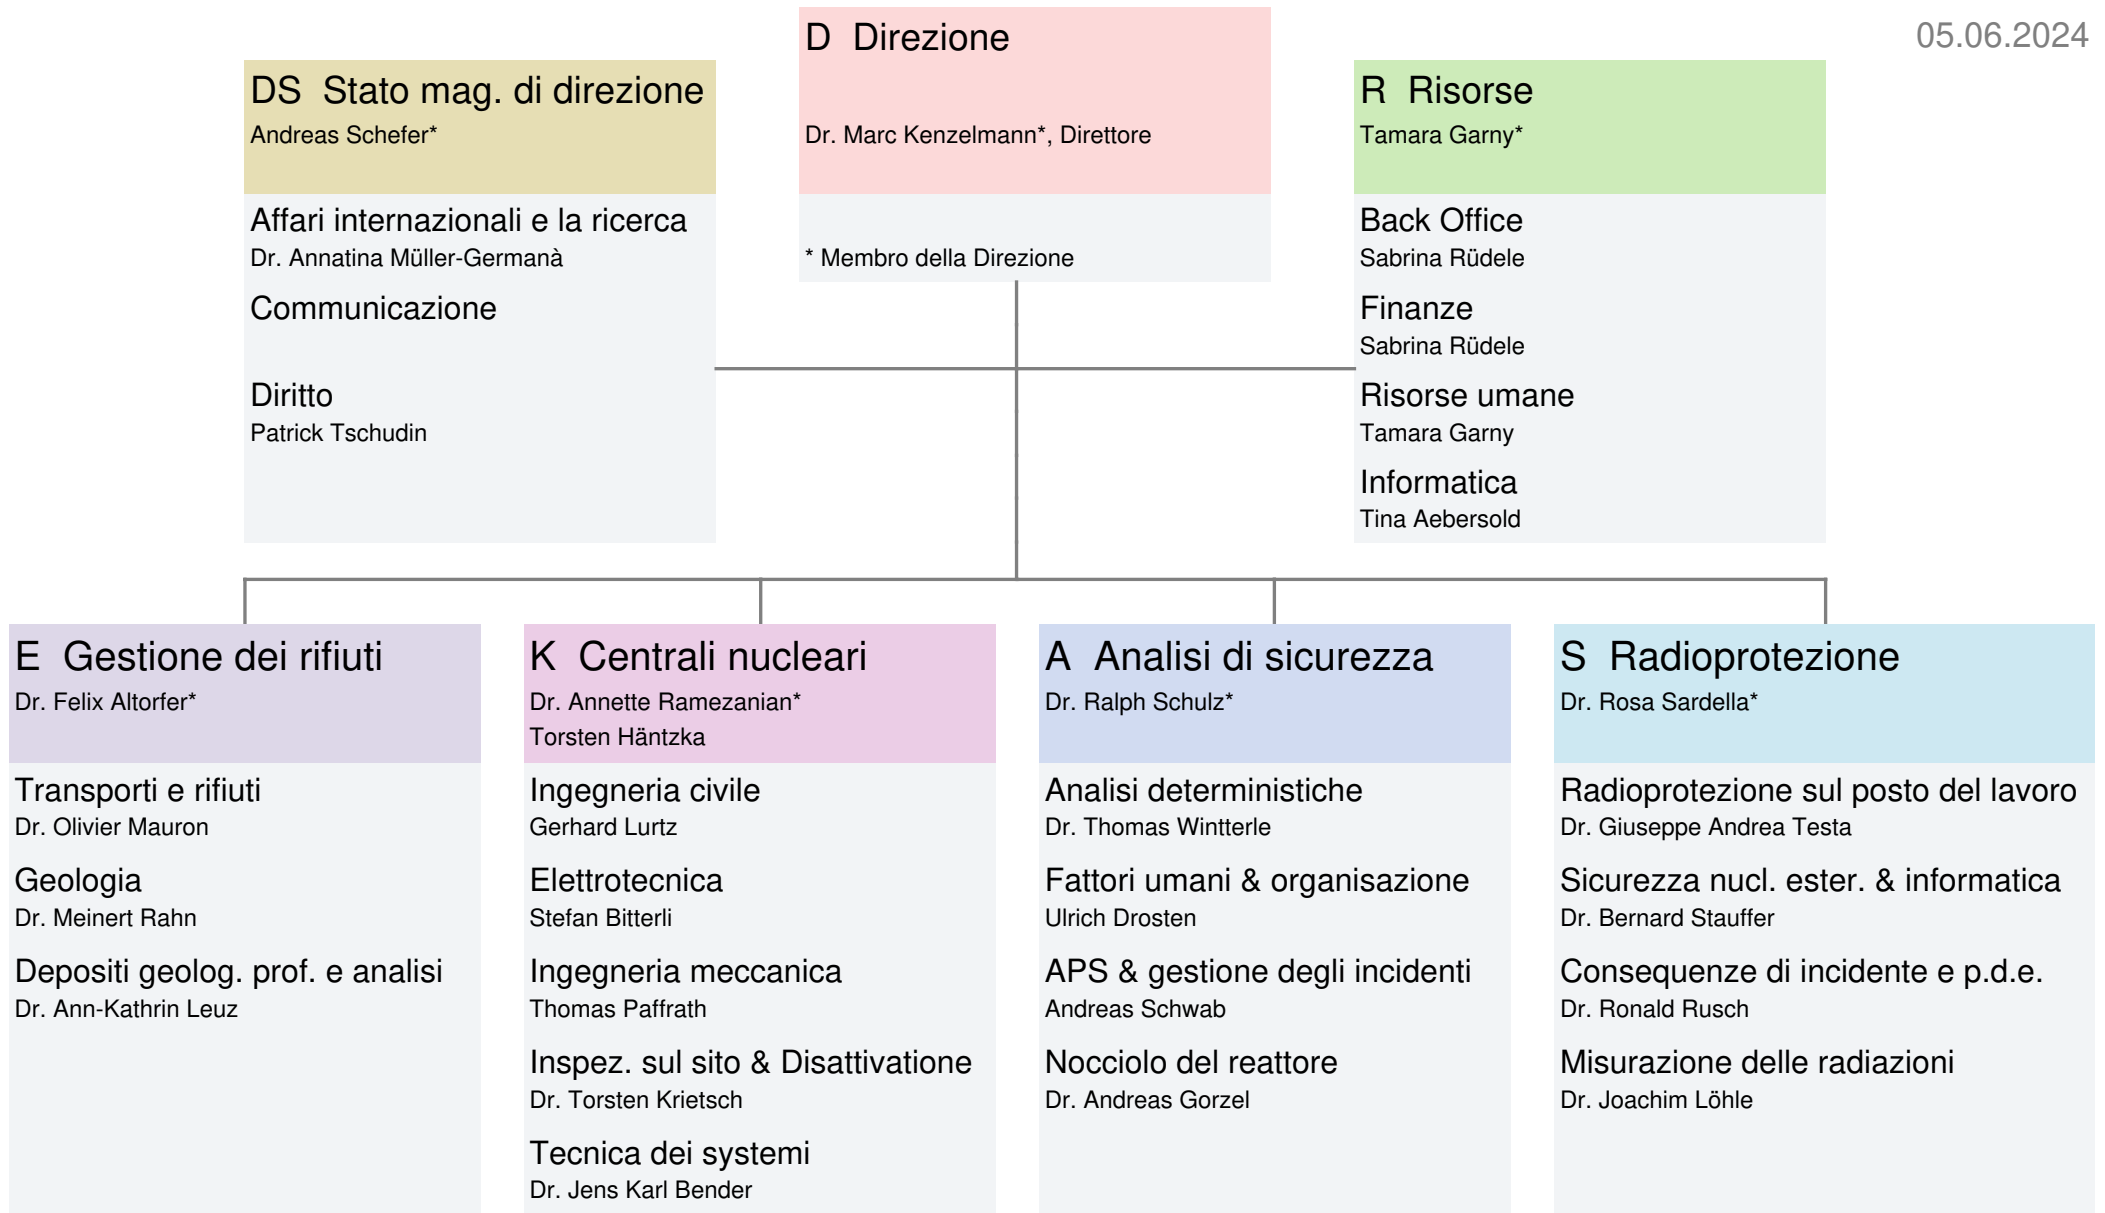 05.06.2024
D Direzione
Dr. Marc Kenzelmann*, Direttore
* Membro della Direzione
DS Stato mag. di direzione
Andreas Schefer*
Affari internazionali e la ricerca
Dr. Annatina Müller-Germanà
Communicazione
Diritto
Patrick Tschudin
R Risorse
Tamara Garny*
Back Office
Sabrina Rüdele
Finanze
Sabrina Rüdele
Risorse umane
Tamara Garny
Informatica
Tina Aebersold
E Gestione dei rifiuti
Dr. Felix Altorfer*
Transporti e rifiuti
Dr. Olivier Mauron
Geologia
Dr. Meinert Rahn
Depositi geolog. prof. e analisi
Dr. Ann-Kathrin Leuz
K Centrali nucleari
Dr. Annette Ramezanian*
Torsten Häntzka
Ingegneria civile
Gerhard Lurtz
Elettrotecnica
Stefan Bitterli
Ingegneria meccanica
Thomas Paffrath
Inspez. sul sito & Disattivatione
Dr. Torsten Krietsch
Tecnica dei systemi
Dr. Jens Karl Bender
A Analisi di sicurezza
Dr. Ralph Schulz*
Analisi deterministiche
Dr. Thomas Wintterle
Fattori umani & organisazione
Ulrich Drosten
APS & gestione degli incidenti
Andreas Schwab
Nocciolo del reattore
Dr. Andreas Gorzel
S Radioprotezione
Dr. Rosa Sardella*
Radioprotezione sul posto del lavoro
Dr. Giuseppe Andrea Testa
Sicurezza nucl. ester. & informatica
Dr. Bernard Stauffer
Consequenze di incidente e p.d.e.
Dr. Ronald Rusch
Misurazione delle radiazioni
Dr. Joachim Löhle